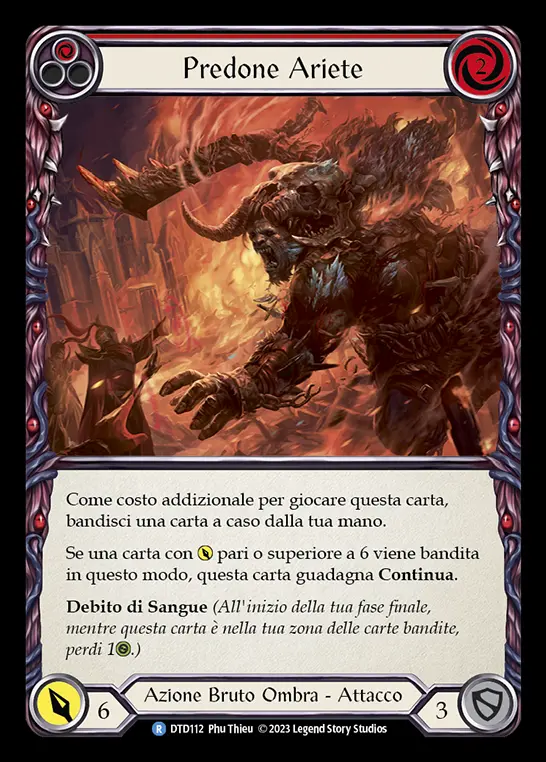 Predone Ariete
2
Come costo addizionale per giocare questa carta,
bandisci una carta a caso dalla tua mano.
Se una carta con pari o superiore a 6 viene bandita
in questo modo, questa carta guadagna Continua.
Debito di Sangue (All'inizio della tua fase finale,
mentre questa carta è nella tua zona delle carte bandite,
perdi 1.)
6
Azione Bruto Ombra - Attacco
3
R DTD112 Phu Thieu © 2023 Legend Story Studios